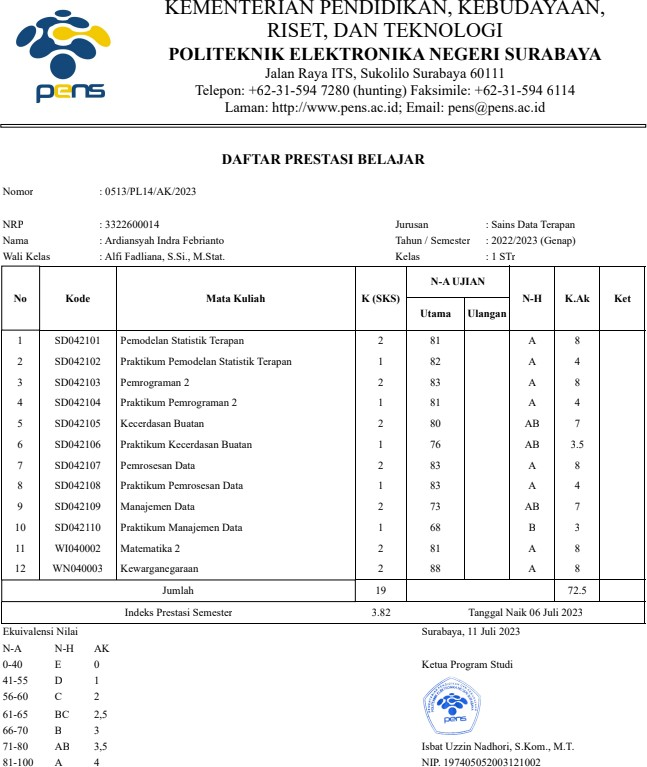 KEMENTERIAN PENDIDIKAN, KEBUDAYAAN,
RISET, DAN TEKNOLOGI
POLITEKNIK ELEKTRONIKA NEGERI SURABAYA
Jalan Raya ITS, Sukolilo Surabaya 60111
Telepon: +62-31-594 7280 (hunting) Faksimile: +62-31-594 6114
Laman: http://www.pens.ac.id; Email: pens@pens.ac.id
pens
DAFTAR PRESTASI BELAJAR
Nomor : 0513/PL14/AK/2023
NRP : 3322600014 Jurusan : Sains Data Terapan
Nama : Ardiansyah Indra Febrianto Tahun / Semester : 2022/2023 (Genap)
Wali Kelas : Alfi Fadliana, S.Si., M.Stat. Kelas : 1 STr
No Kode Mata Kuliah K (SKS) N-A UJIAN N-H K.Ak Ket
Utama Ulangan
1 SD042101 Pemodelan Statistik Terapan 2 81 A 8
2 SD042102 Praktikum Pemodelan Statistik Terapan 1 82 A 4
3 SD042103 Pemrograman 2 2 83 A 8
4 SD042104 Praktikum Pemrograman 2 1 81 A 4
5 SD042105 Kecerdasan Buatan 2 80 AB 7
6 SD042106 Praktikum Kecerdasan Buatan 1 76 AB 3.5
7 SD042107 Pemrosesan Data 2 83 A 8
8 SD042108 Praktikum Pemrosesan Data 1 83 A 4
9 SD042109 Manajemen Data 2 73 AB 7
10 SD042110 Praktikum Manajemen Data 1 68 B 3
11 WI040002 Matematika 2 2 81 A 8
12 WN040003 Kewarganegaraan 2 88 A 8
Jumlah 19 72.5
Indeks Prestasi Semester 3.82 Tanggal Naik 06 Juli 2023
Ekuivalensi Nilai Surabaya, 11 Juli 2023
N-A N-H AK
0-40 E 0 Ketua Program Studi
41-55 D 1
56-60 C 2
61-65 BC 2,5
66-70 B 3
pens
71-80 AB 3,5 Isbat Uzzin Nadhori, S.Kom., M.T.
81-100 A 4 NIP. 197405052003121002